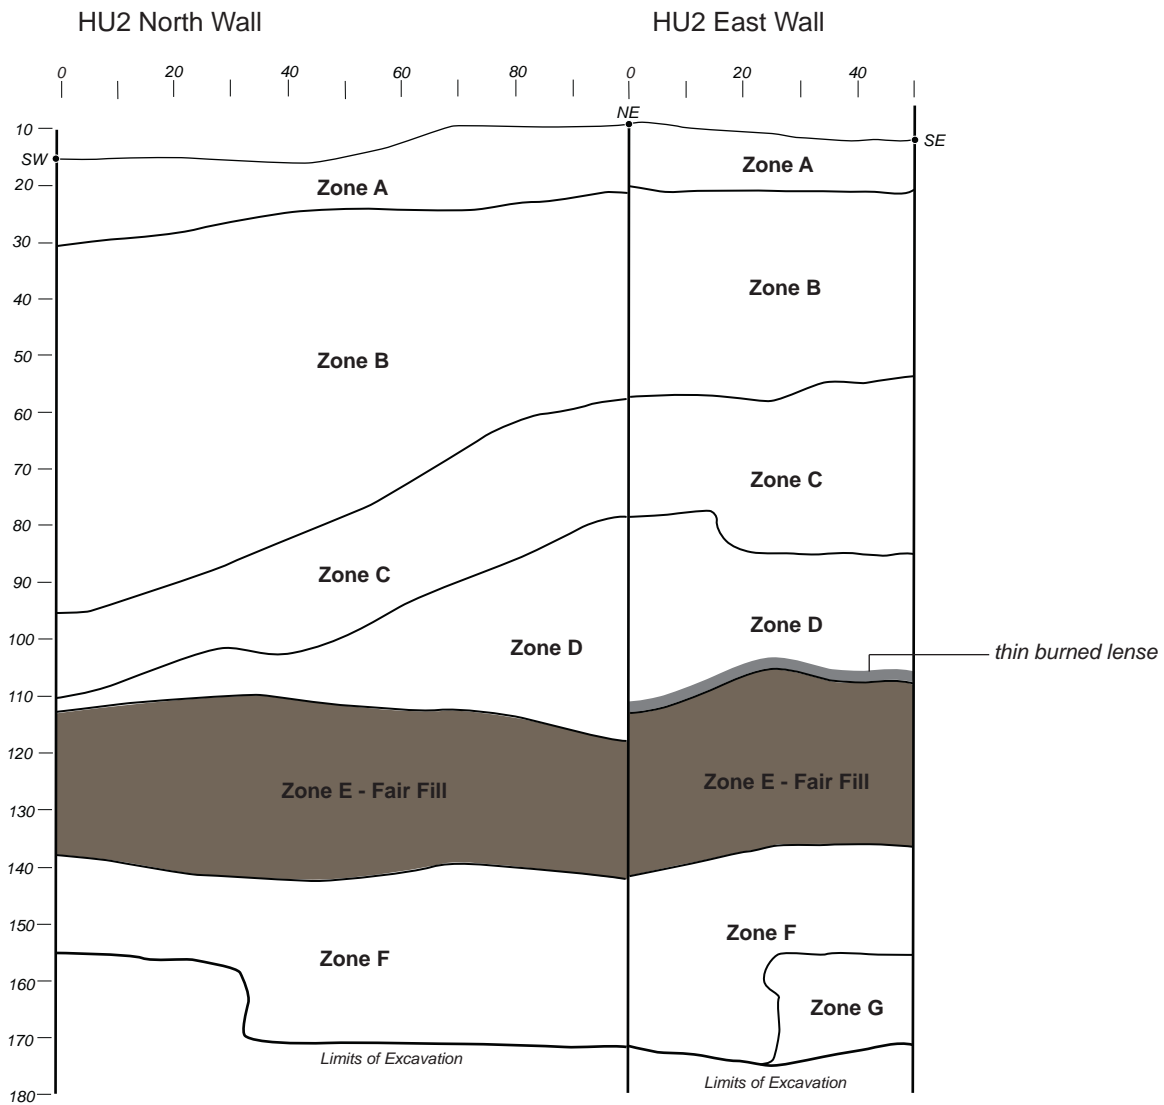 HU2 North Wall
HU2 East Wall
0 20 40 60 80 0 20 40
NE
10
SW
SE
Zone A
Zone A
20
30
Zone B
40
50
Zone B
60
70
Zone C
80
90
Zone C
100
Zone D
Zone D
thin burned lense
110
120
Zone E - Fair Fill
Zone E - Fair Fill
130
140
150
Zone F
Zone F
160
Zone G
170
Limits of Excavation
Limits of Excavation
180